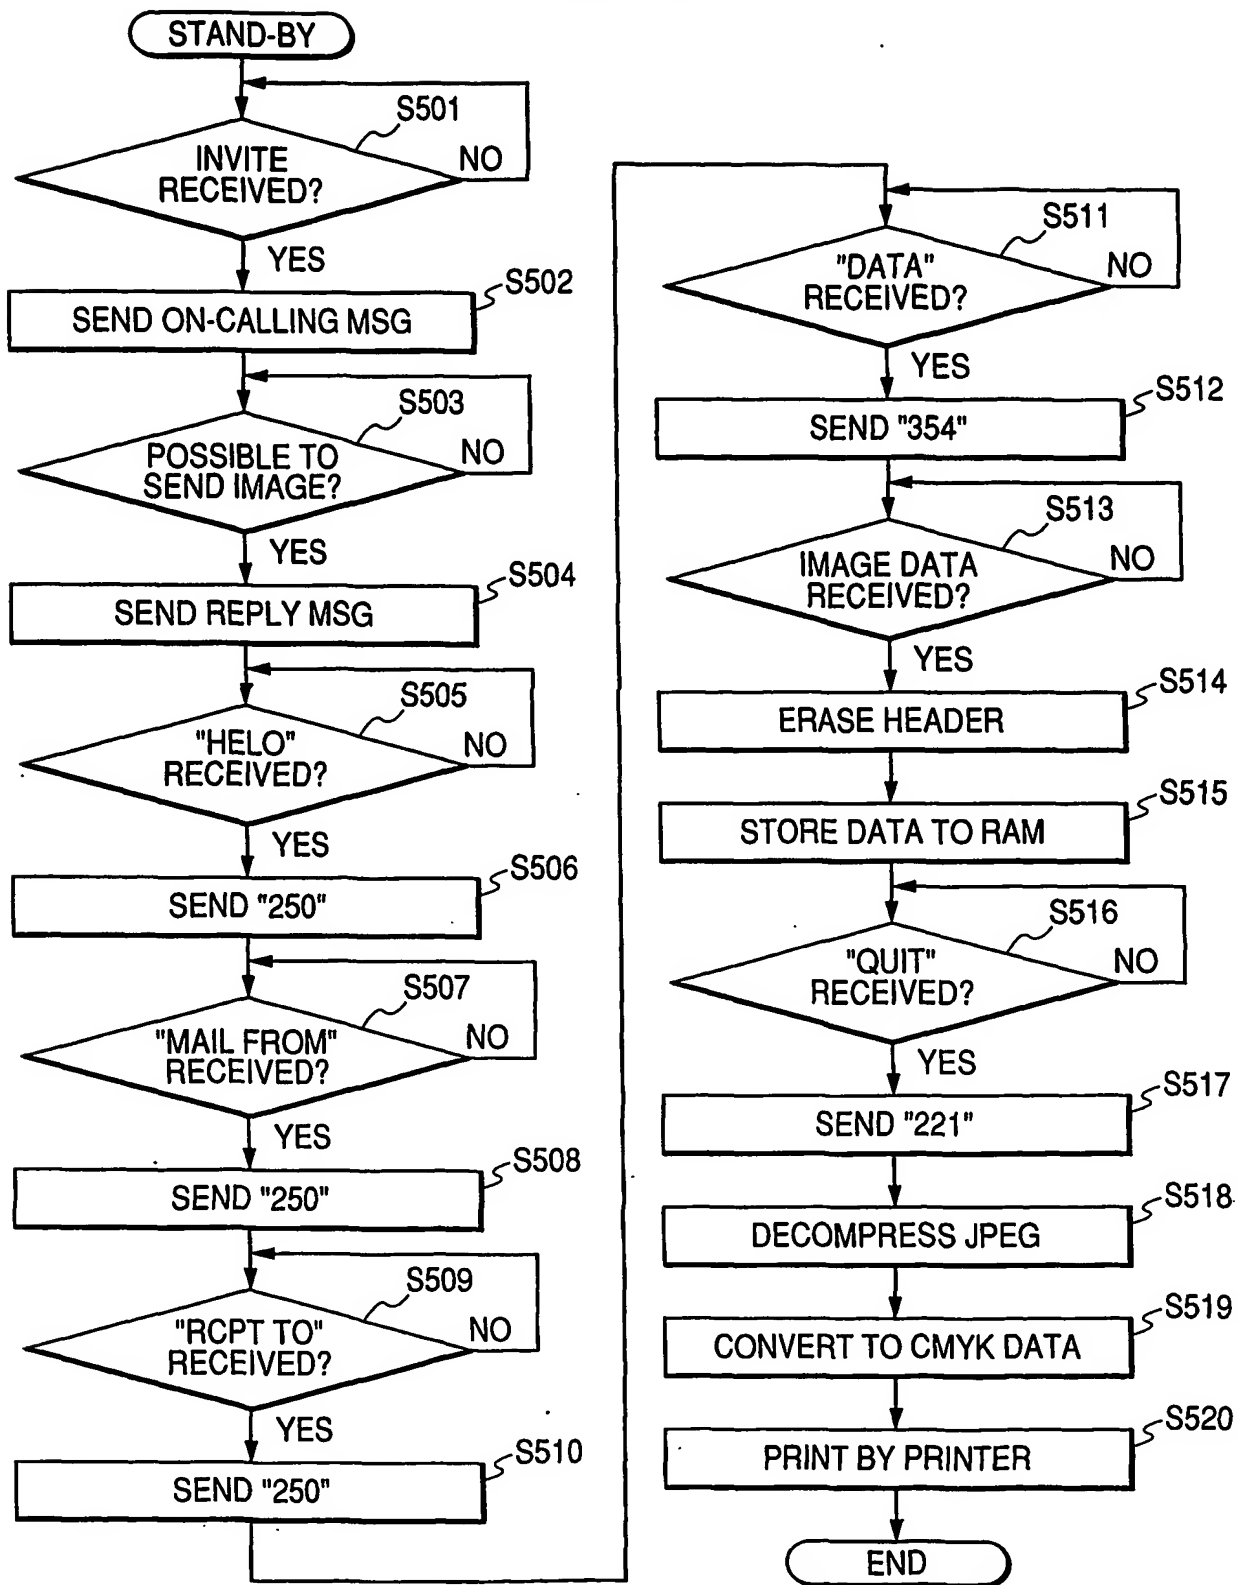 STAND-BY
S501
INVITE
RECEIVED?
NO
YES
S502
SEND ON-CALLING MSG
S503
POSSIBLE TO
SEND IMAGE?
NO
YES
S504
SEND REPLY MSG
S505
"HELO"
RECEIVED?
NO
YES
S506
SEND "250"
S507
"MAIL FROM"
RECEIVED?
NO
YES
S508
SEND "250"
S509
"RCPT TO"
RECEIVED?
NO
YES
S510
SEND "250"
S511
"DATA"
RECEIVED?
NO
YES
S512
SEND "354"
S513
IMAGE DATA
RECEIVED?
NO
YES
S514
ERASE HEADER
S515
STORE DATA TO RAM
S516
"QUIT"
RECEIVED?
NO
YES
S517
SEND "221"
S518
DECOMPRESS JPEG
S519
CONVERT TO CMYK DATA
S520
PRINT BY PRINTER
END